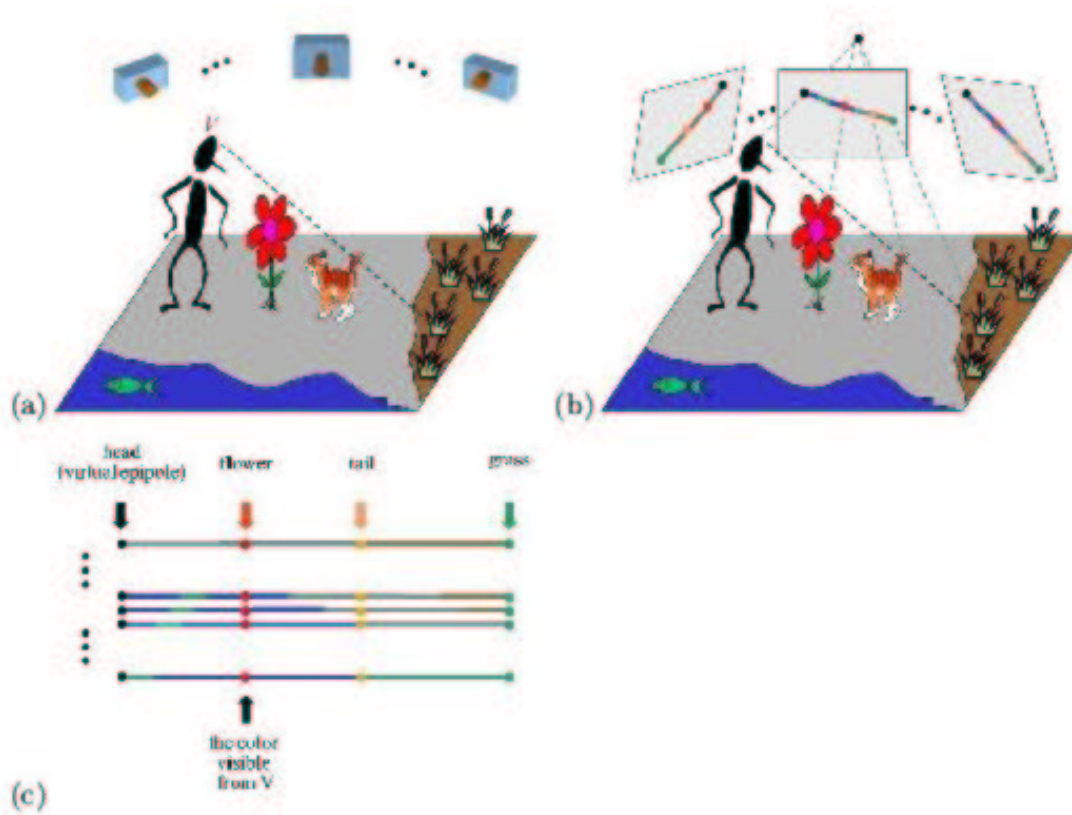 V
(a)
(b)
head
(virtual epipole)
flower
tail
grass
the color
visible
from V
(c)